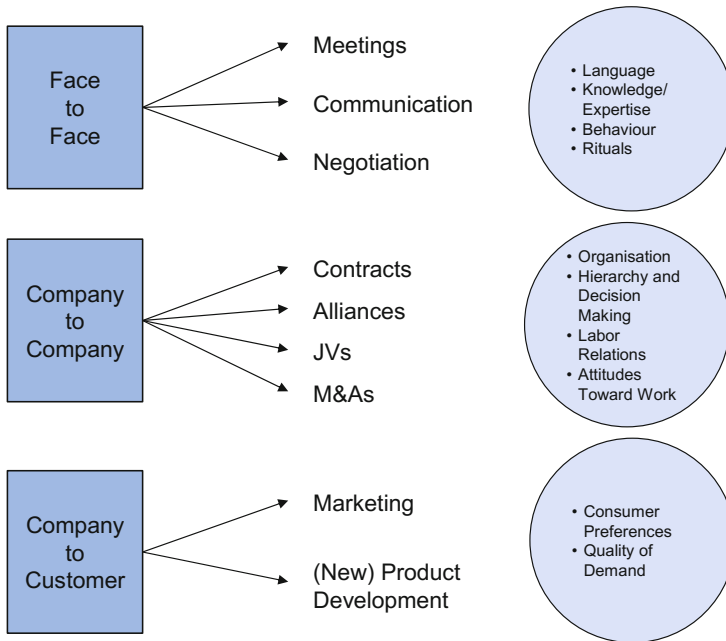 Face
to
Face
Meetings
Communication
Negotiation
• Language
• Knowledge/
Expertise
• Behaviour
• Rituals
Company
to
Company
Contracts
Alliances
JVs
M&As
• Organisation
• Hierarchy and
Decision
Making
• Labor
Relations
• Attitudes
Toward Work
Company
to
Customer
Marketing
(New) Product
Development
• Consumer
Preferences
• Quality of
Demand